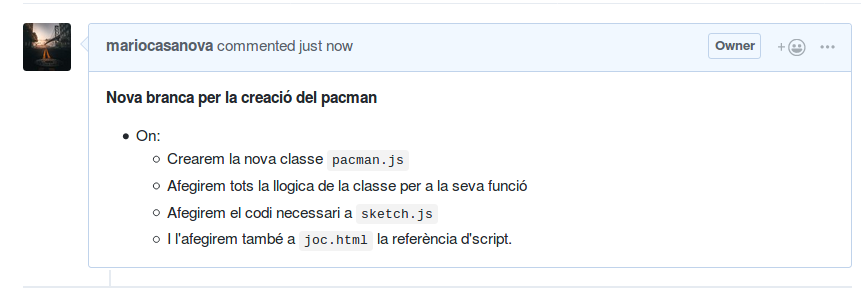 mariocasanova commented just now Owner
Nova branca per la creació del pacman
On:
Crearem la nova classe pacman.js
Afegirem tots la llogica de la classe per a la seva funció
Afegirem el codi necessari a sketch.js
I l'afegirem també a joc.html la referència d'script.